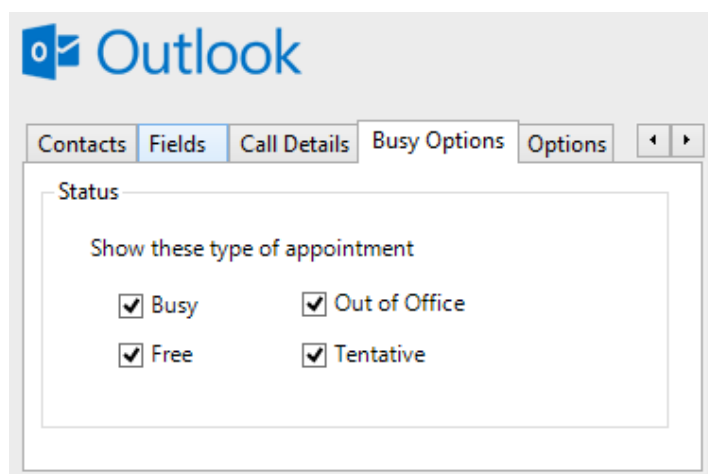 Outlook
Contacts Fields Call Details Busy Options Options
Status
Show these type of appointment
Busy Out of Office
Free Tentative